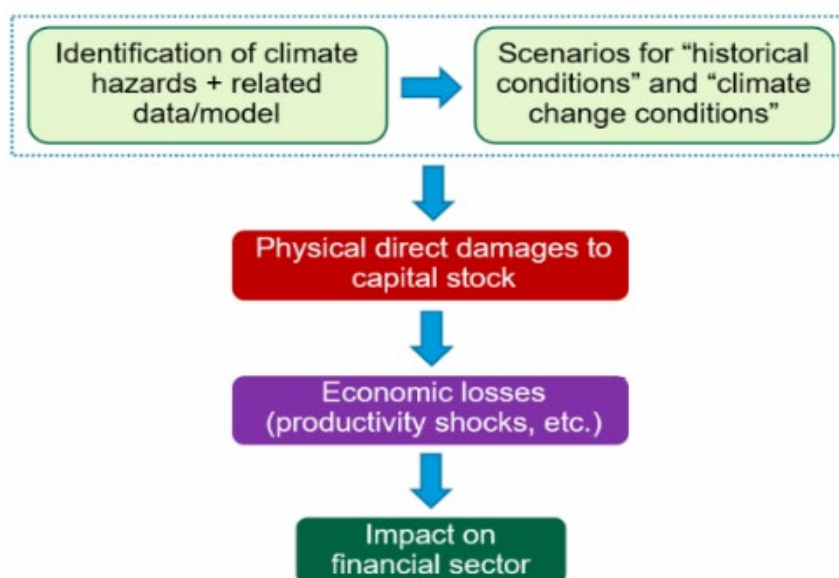 Identification of climate
hazards + related
data/model
Scenarios for “historical
conditions” and “climate
change conditions”
Physical direct damages to
capital stock
Economic losses
(productivity shocks, etc.)
Impact on
financial sector